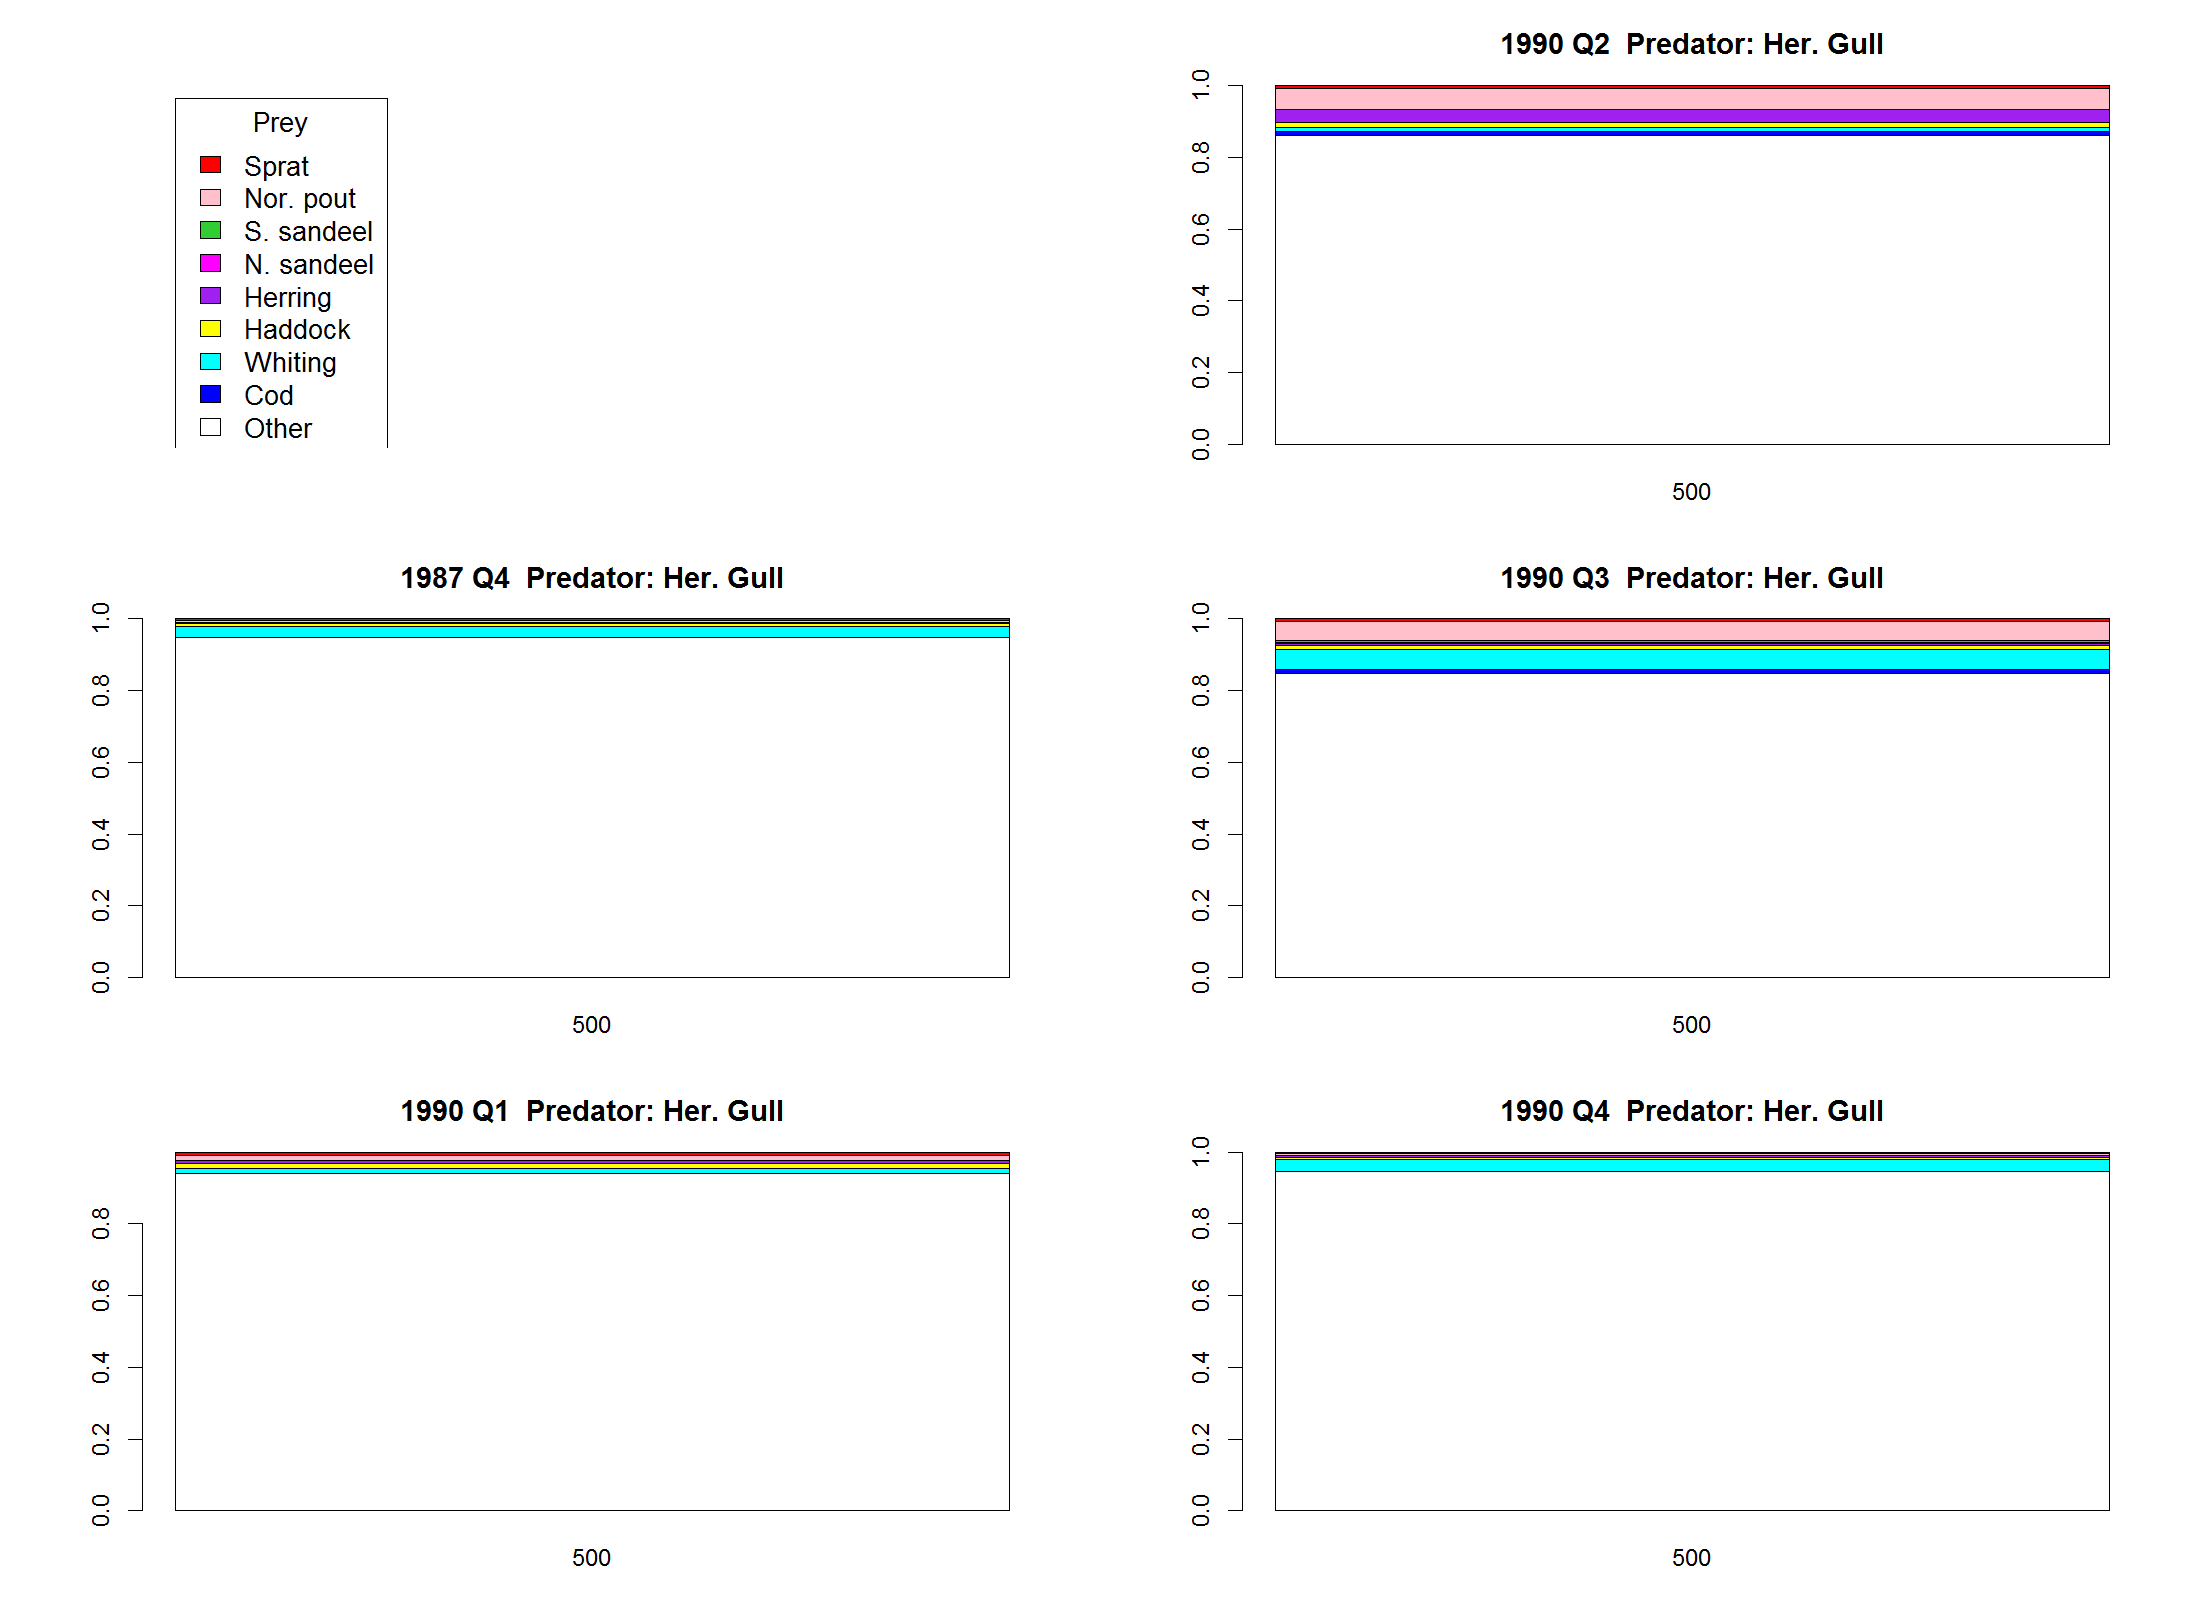 Prey
Sprat
Nor. pout
S. sandeel
N. sandeel
Herring
Haddock
Whiting
Cod
Other
1990 Q2  Predator: Her. Gull
1.0
0.8
0.6
0.4
0.2
0.0
500
1987 Q4  Predator: Her. Gull
1.0
0.8
0.6
0.4
0.2
0.0
500
1990 Q3  Predator: Her. Gull
1.0
0.8
0.6
0.4
0.2
0.0
500
1990 Q1  Predator: Her. Gull
0.8
0.6
0.4
0.2
0.0
500
1990 Q4  Predator: Her. Gull
1.0
0.8
0.6
0.4
0.2
0.0
500